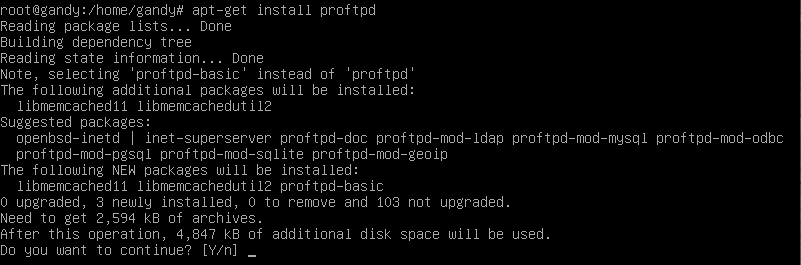 root@gandy:/home/gandy# apt-get install proftpd
Reading package lists... Done
Building dependency tree
Reading state information... Done
Note, selecting 'proftpd-basic' instead of 'proftpd'
The following additional packages will be installed:
  libmemcached11 libmemcachedutil2
Suggested packages:
  openbsd-inetd | inet-superserver proftpd-doc proftpd-mod-ldap proftpd-mod-mysql proftpd-mod-odbc
  proftpd-mod-pgsql proftpd-mod-sqlite proftpd-mod-geoip
The following NEW packages will be installed:
  libmemcached11 libmemcachedutil2 proftpd-basic
0 upgraded, 3 newly installed, 0 to remove and 103 not upgraded.
Need to get 2,594 kB of archives.
After this operation, 4,847 kB of additional disk space will be used.
Do you want to continue? [Y/n] _